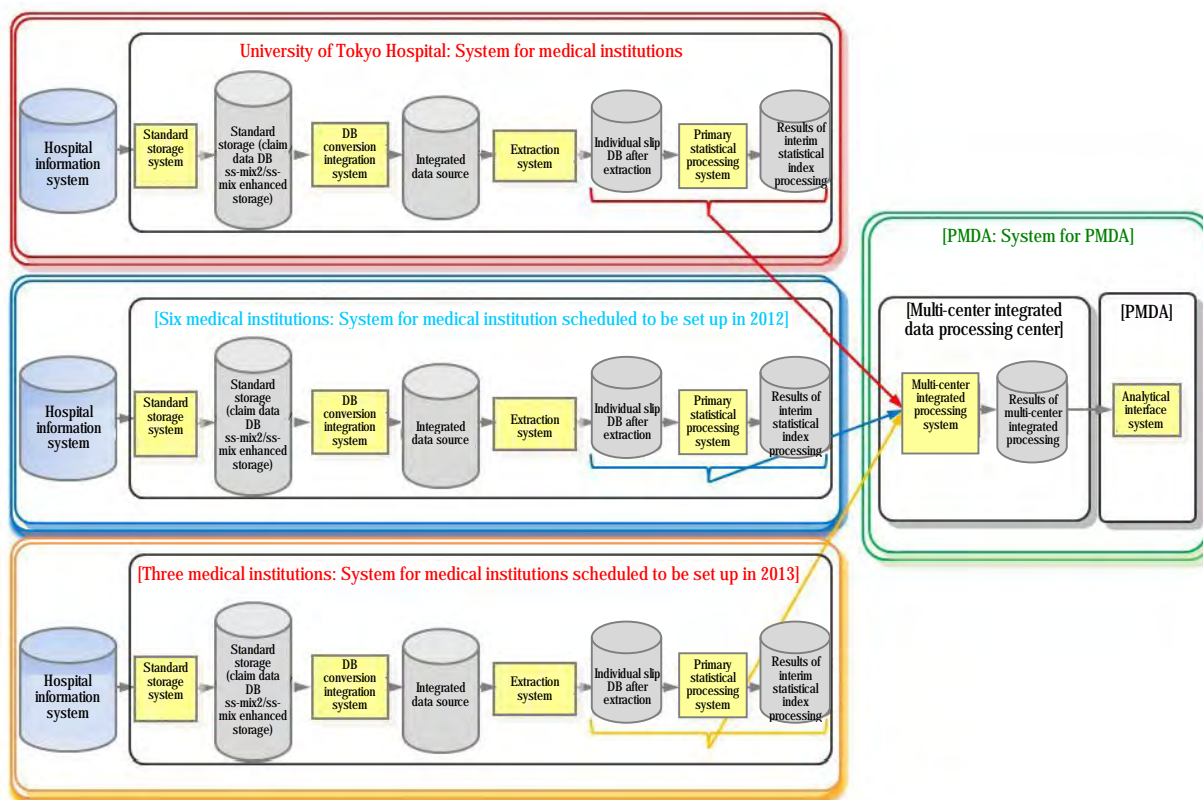 University of Tokyo Hospital: System for medical institutions
Hospital
information
system
Standard
storage
system
Standard
storage (claim
data DB
ss-mix2/ss-
mix enhanced
storage)
DB
conversion
integration
system
Integrated
data source
Extraction
system
Individual slip
DB after
extraction
Primary
statistical
processing
system
Results of
interim
statistical
index
processing
[Six medical institutions: System for medical institution scheduled to be set up in 2012]
Hospital
information
system
Standard
storage
system
Standard
storage
(claim data
DB
ss-mix2/ss-
mix enhanced
storage)
DB
conversion
integration
system
Integrated
data source
Extraction
system
Individual slip
DB after
extraction
Primary
statistical
processing
system
Results of
interim
statistical
index
processing
[Three medical institutions: System for medical institutions scheduled to be set up in 2013]
Hospital
information
system
Standard
storage
system
Standard
storage
(claim data
DB
ss-mix2/ss-
mix enhanced
storage)
DB
conversion
integration
system
Integrated
data source
Extraction
system
Individual slip
DB after
extraction
Primary
statistical
processing
system
Results of
interim
statistical
index
processing
[PMDA: System for PMDA]
[Multi-center integrated
data processing center]
Multi-center
integrated
processing
system
Results of
multi-center
integrated
processing
[PMDA]
Analytical
interface
system